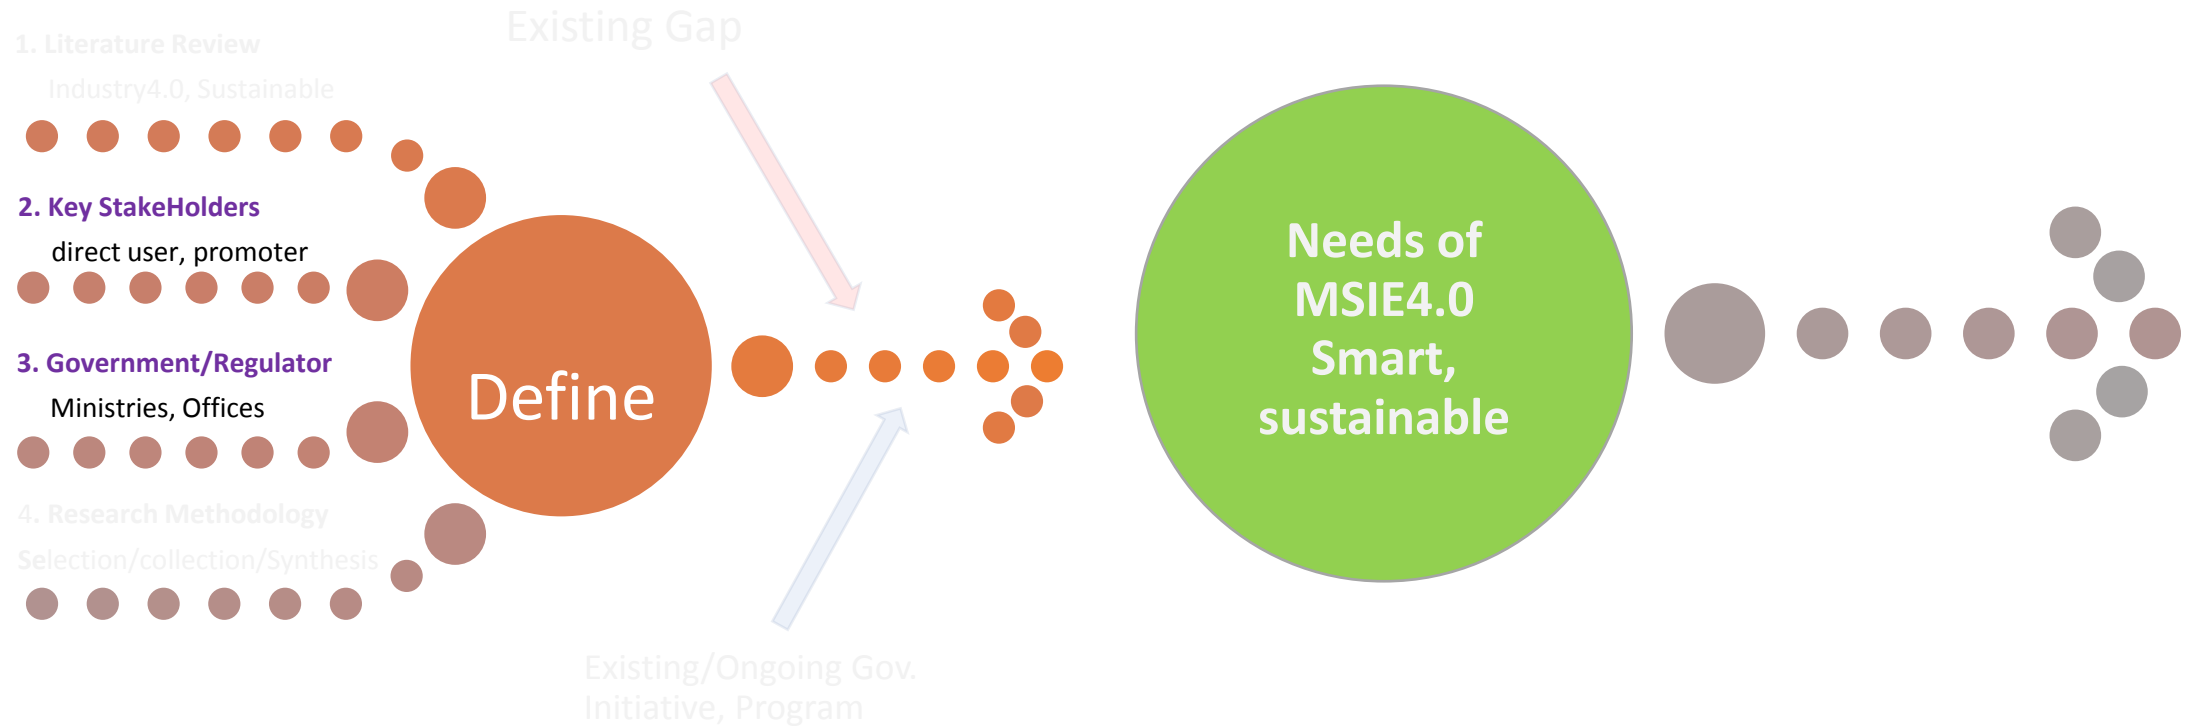 Existing Gap
1. Literature Review
Industry4.0, Sustainable
2. Key StakeHolders
direct user, promoter
3. Government/Regulator
Ministries, Offices
4. Research Methodology
Selection/collection/Synthesis
Define
Existing/Ongoing Gov.
Initiative, Program
Needs of
MSIE4.0
Smart,
sustainable